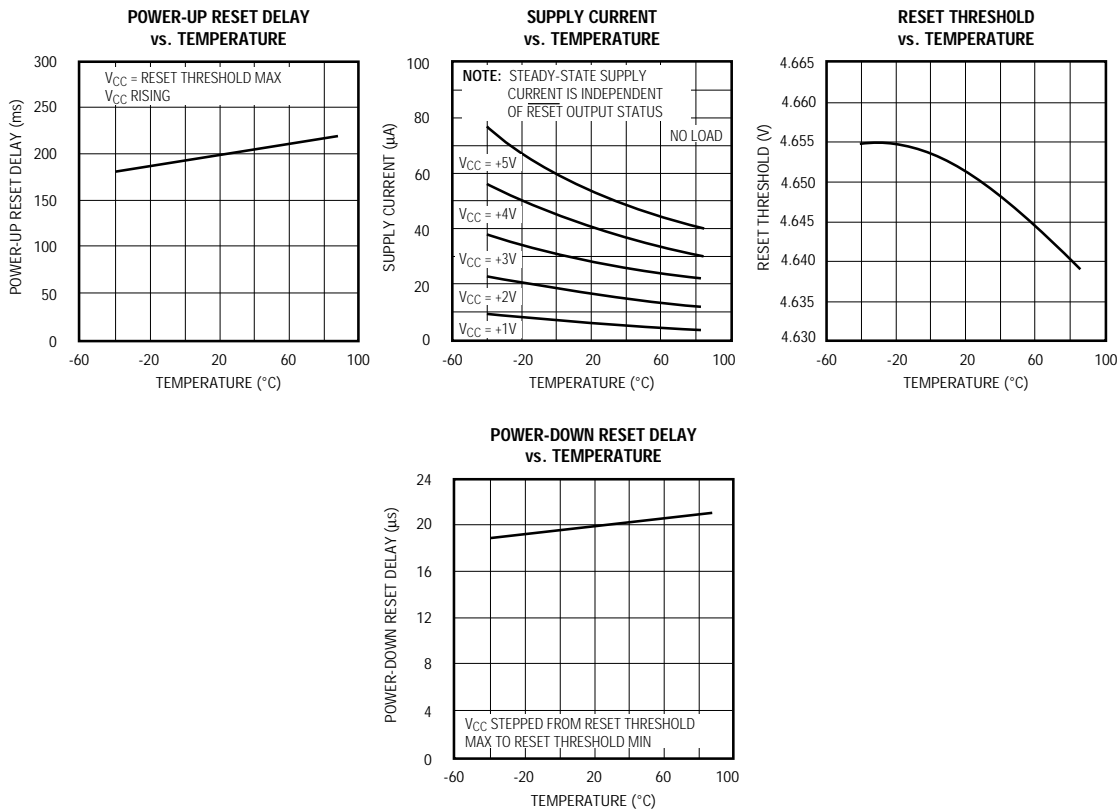 POWER-UP RESET DELAY
vs. TEMPERATURE
300
250
200
150
100
50
0
POWER-UP RESET DELAY (ms)
VCC = RESET THRESHOLD MAX
VCC RISING
-60
-20
20
60
100
TEMPERATURE (°C)
SUPPLY CURRENT
vs. TEMPERATURE
100
80
60
40
20
0
SUPPLY CURRENT (µA)
NOTE: STEADY-STATE SUPPLY
CURRENT IS INDEPENDENT
OF RESET OUTPUT STATUS
NO LOAD
VCC = +5V
VCC = +4V
VCC = +3V
VCC = +2V
VCC = +1V
-60
-20
20
60
100
TEMPERATURE (°C)
RESET THRESHOLD
vs. TEMPERATURE
4.665
4.660
4.655
4.650
4.645
4.640
4.635
4.630
RESET THRESHOLD (V)
-60
-20
20
60
100
TEMPERATURE (°C)
POWER-DOWN RESET DELAY
vs. TEMPERATURE
24
20
16
12
8
4
0
POWER-DOWN RESET DELAY (µs)
VCC STEPPED FROM RESET THRESHOLD
MAX TO RESET THRESHOLD MIN
-60
-20
20
60
100
TEMPERATURE (°C)